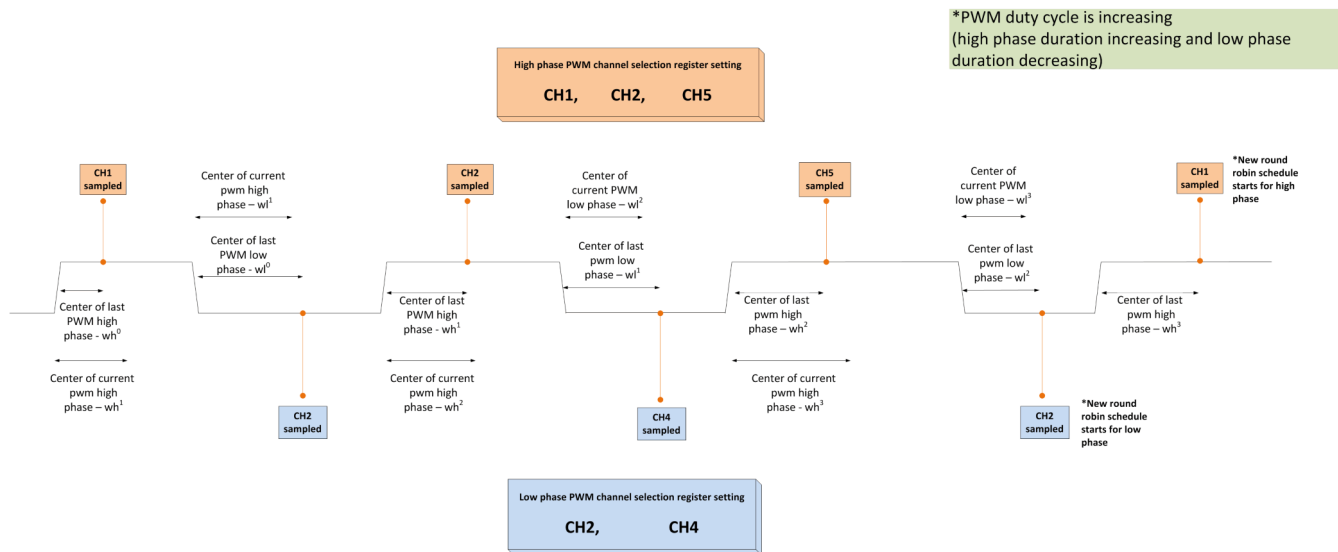 *PWM duty cycle is increasing
(high phase duration increasing and low phase
duration decreasing)
High phase PWM channel selection register setting
CH1, CH2, CH5
CH1
sampled
Center of current
pwm high
phase – wl¹
Center of last
PWM low
phase - wl⁰
CH2
sampled
Center of
current PWM
low phase – wl²
Center of last
pwm low
phase – wl¹
CH5
sampled
Center of
current PWM
low phase – wl³
Center of last
pwm low
phase – wl²
CH1
sampled
*New round
robin schedule
starts for high
phase
Center of last
PWM high
phase - wh⁰
Center of current
pwm high
phase – wh¹
CH2
sampled
Center of last
PWM high
phase - wh¹
Center of current
pwm high
phase – wh²
CH4
sampled
Center of last
pwm high
phase – wh²
Center of current
pwm high
phase - wh³
CH2
sampled
*New round
robin schedule
starts for low
phase
Center of last
pwm high
phase – wh³
Low phase PWM channel selection register setting
CH2, CH4